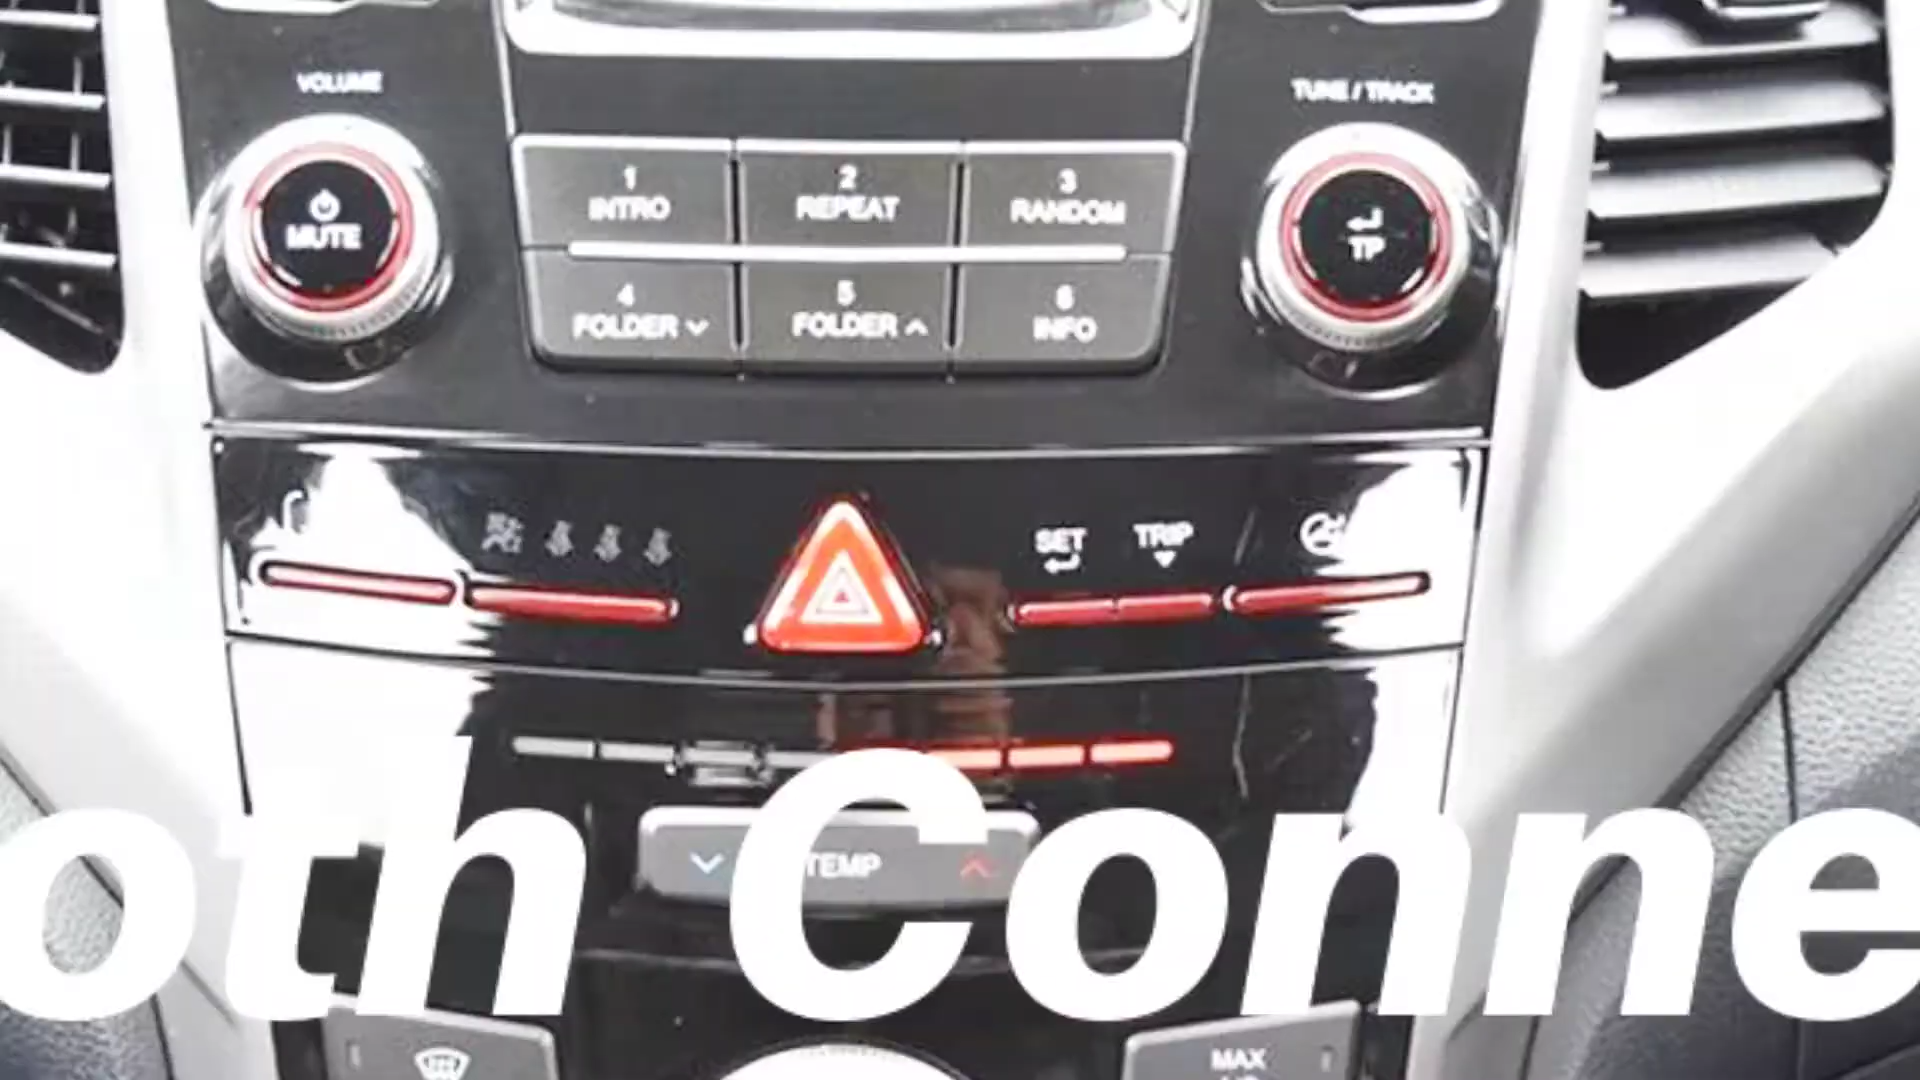 VOLUME
TUNE / TRACK
MUTE
1
INTRO
2
REPEAT
3
RANDOM
TP
4
FOLDER
5
FOLDER
6
INFO
SET
TRIP
TEMP
oth Conne
MAX